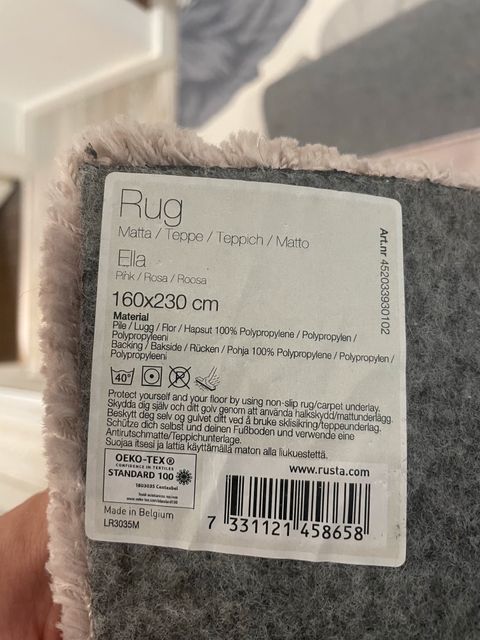 Rug
Matta / Teppe / Teppich / Matto
Ella
Pink / Rosa / Roosa
160x230 cm
Material
Pile / Lugg / Flor / Hapsut 100% Polypropylene / Polypropylen /
Polypropyleeni
Backing / Bakside / Rücken / Pohja 100% Polypropylene / Polypropylen /
Polypropyleeni
40°
Protect yourself and your floor by using non-slip rug/carpet underlay.
Skydda dig själv och ditt golv genom att använda halkskydd/mattunderlägg.
Beskytt deg selv og gulvet ditt ved å bruke sklisikring/teppeunderlag.
Schütze dich selbst und deinen Fußboden und verwende eine
Antirutschmatte/Teppichunterlage.
Suojaa itsesi ja lattia käyttämällä maton alla liukuestettä.
OEKO-TEX®
CONFIDENCE IN TEXTILES
STANDARD 100
1803035 Centexbel
Made in Belgium
LR3035M
www.rusta.com
7 331121 458658
Art.nr 452033930102